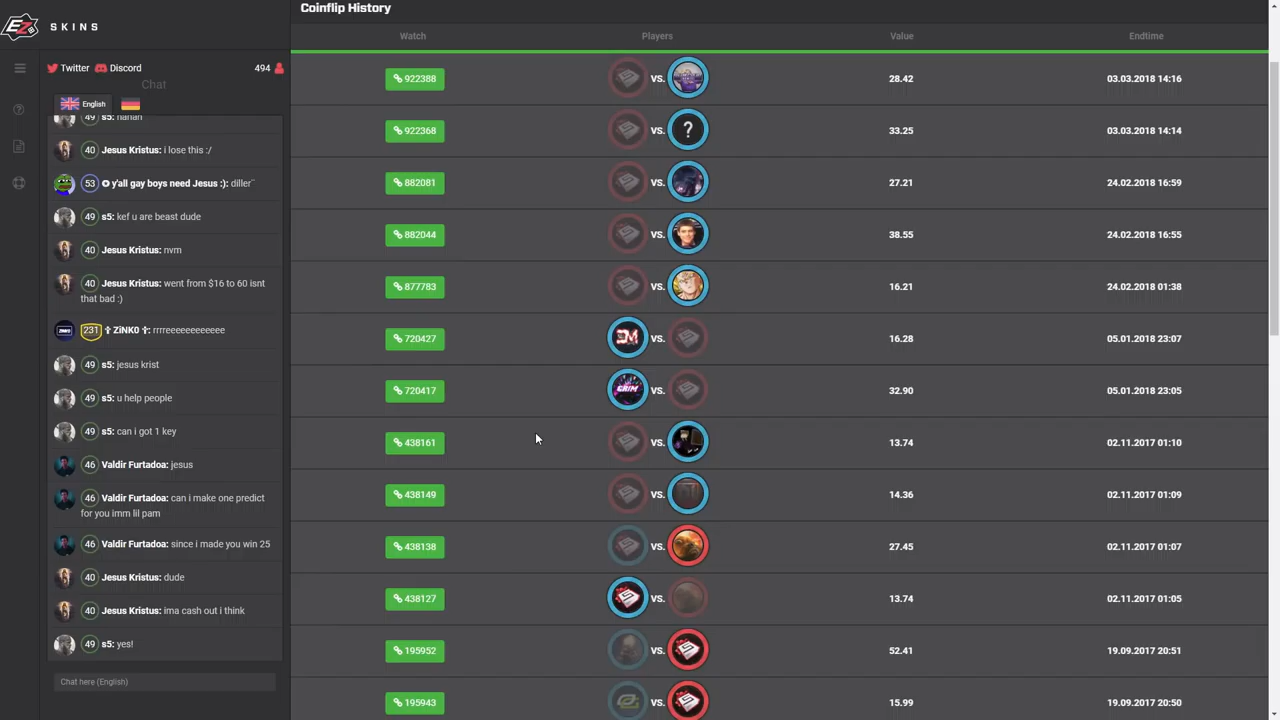 EZ SKINS
Twitter Discord 494
Chat
English
49 s5: hahah
40 Jesus Kristus: i lose this :/
53 ✪ y'all gay boys need Jesus :): diller¨
49 s5: kef u are beast dude
40 Jesus Kristus: nvm
40 Jesus Kristus: went from $16 to 60 isnt
that bad :)
231 ✞ ZiNK0 ✞: rrrreeeeeeeeeee
49 s5: jesus krist
49 s5: u help people
49 s5: can i got 1 key
46 Valdir Furtadoa: jesus
46 Valdir Furtadoa: can i make one predict
for you imm lil pam
46 Valdir Furtadoa: since i made you win 25
40 Jesus Kristus: dude
40 Jesus Kristus: ima cash out i think
49 s5: yes!
Chat here (English)
Coinflip History
Watch Players Value Endtime
922388 VS. 28.42 03.03.2018 14:16
922368 VS. ? 33.25 03.03.2018 14:14
882081 VS. 27.21 24.02.2018 16:59
882044 VS. 38.55 24.02.2018 16:55
877783 VS. 16.21 24.02.2018 01:38
720427 VS. 16.28 05.01.2018 23:07
720417 GRIM VS. 32.90 05.01.2018 23:05
438161 VS. 13.74 02.11.2017 01:10
438149 VS. 14.36 02.11.2017 01:09
438138 VS. 27.45 02.11.2017 01:07
438127 VS. 13.74 02.11.2017 01:05
195952 VS. 52.41 19.09.2017 20:51
195943 VS. 15.99 19.09.2017 20:50